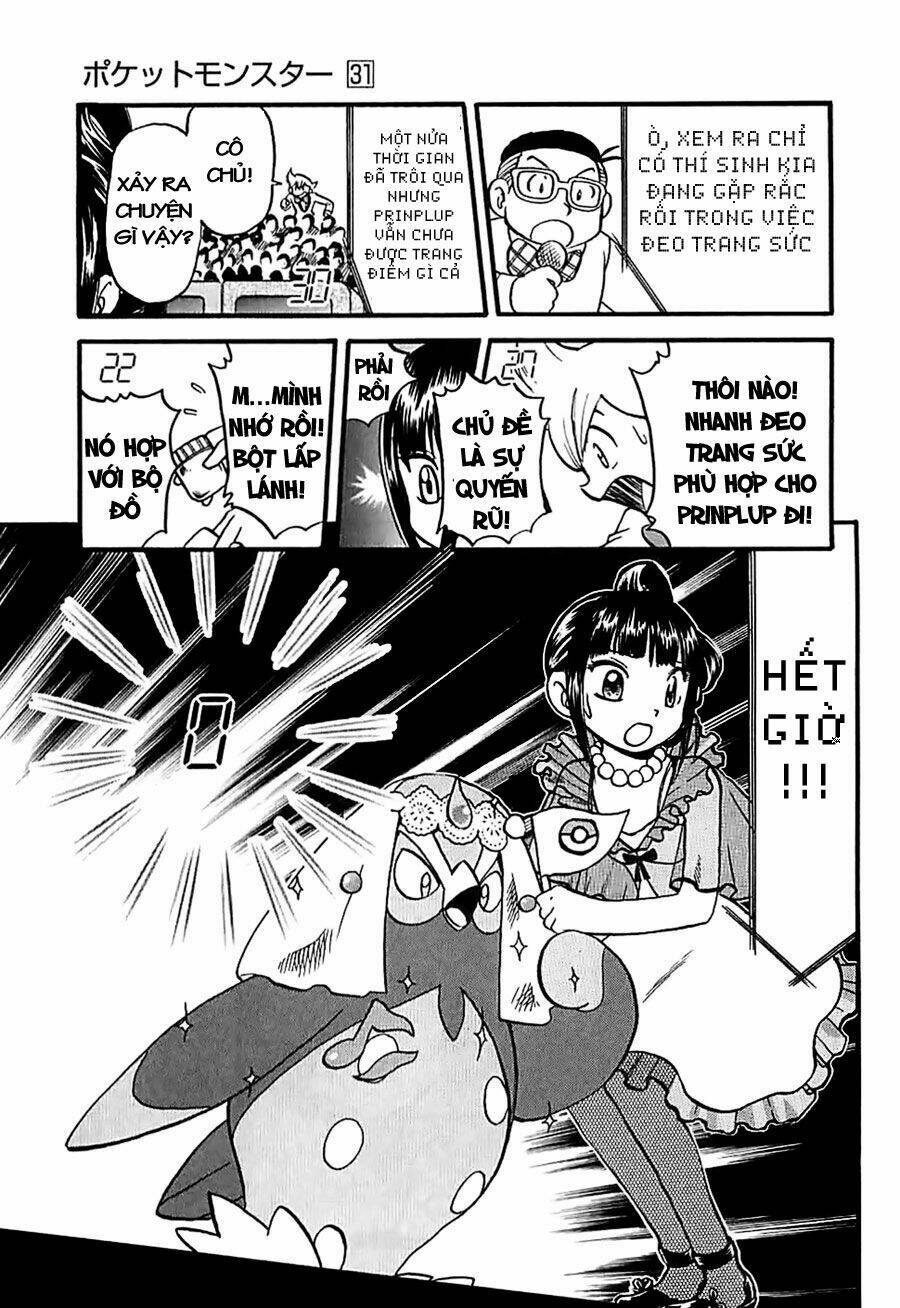 ポケットモンスター 31
Ò, XEM RA CHỈ
CÓ THÍ SINH KIA
ĐANG GẶP RẮC
RỐI TRONG VIỆC
ĐEO TRANG SỨC
MỘT NỬA
THỜI GIAN
ĐÃ TRÔI QUA
NHƯNG
PRINPLUP
VẪN CHƯA
ĐƯỢC TRANG
ĐIỂM GÌ CẢ
30
CÔ
CHỦ!
XẢY RA
CHUYỆN
GÌ VẬY?
THÔI NÀO!
NHANH ĐEO
TRANG SỨC
PHÙ HỢP CHO
PRINPLUP ĐI!
CHỦ ĐỀ
LÀ SỰ
QUYẾN
RŨ!
PHẢI
RỒI
M...MÌNH
NHỚ RỒI!
BỘT LẤP
LÁNH!
22
NÓ HỢP
VỚI BỘ
ĐỒ
HẾT
GIỜ
!!!
0